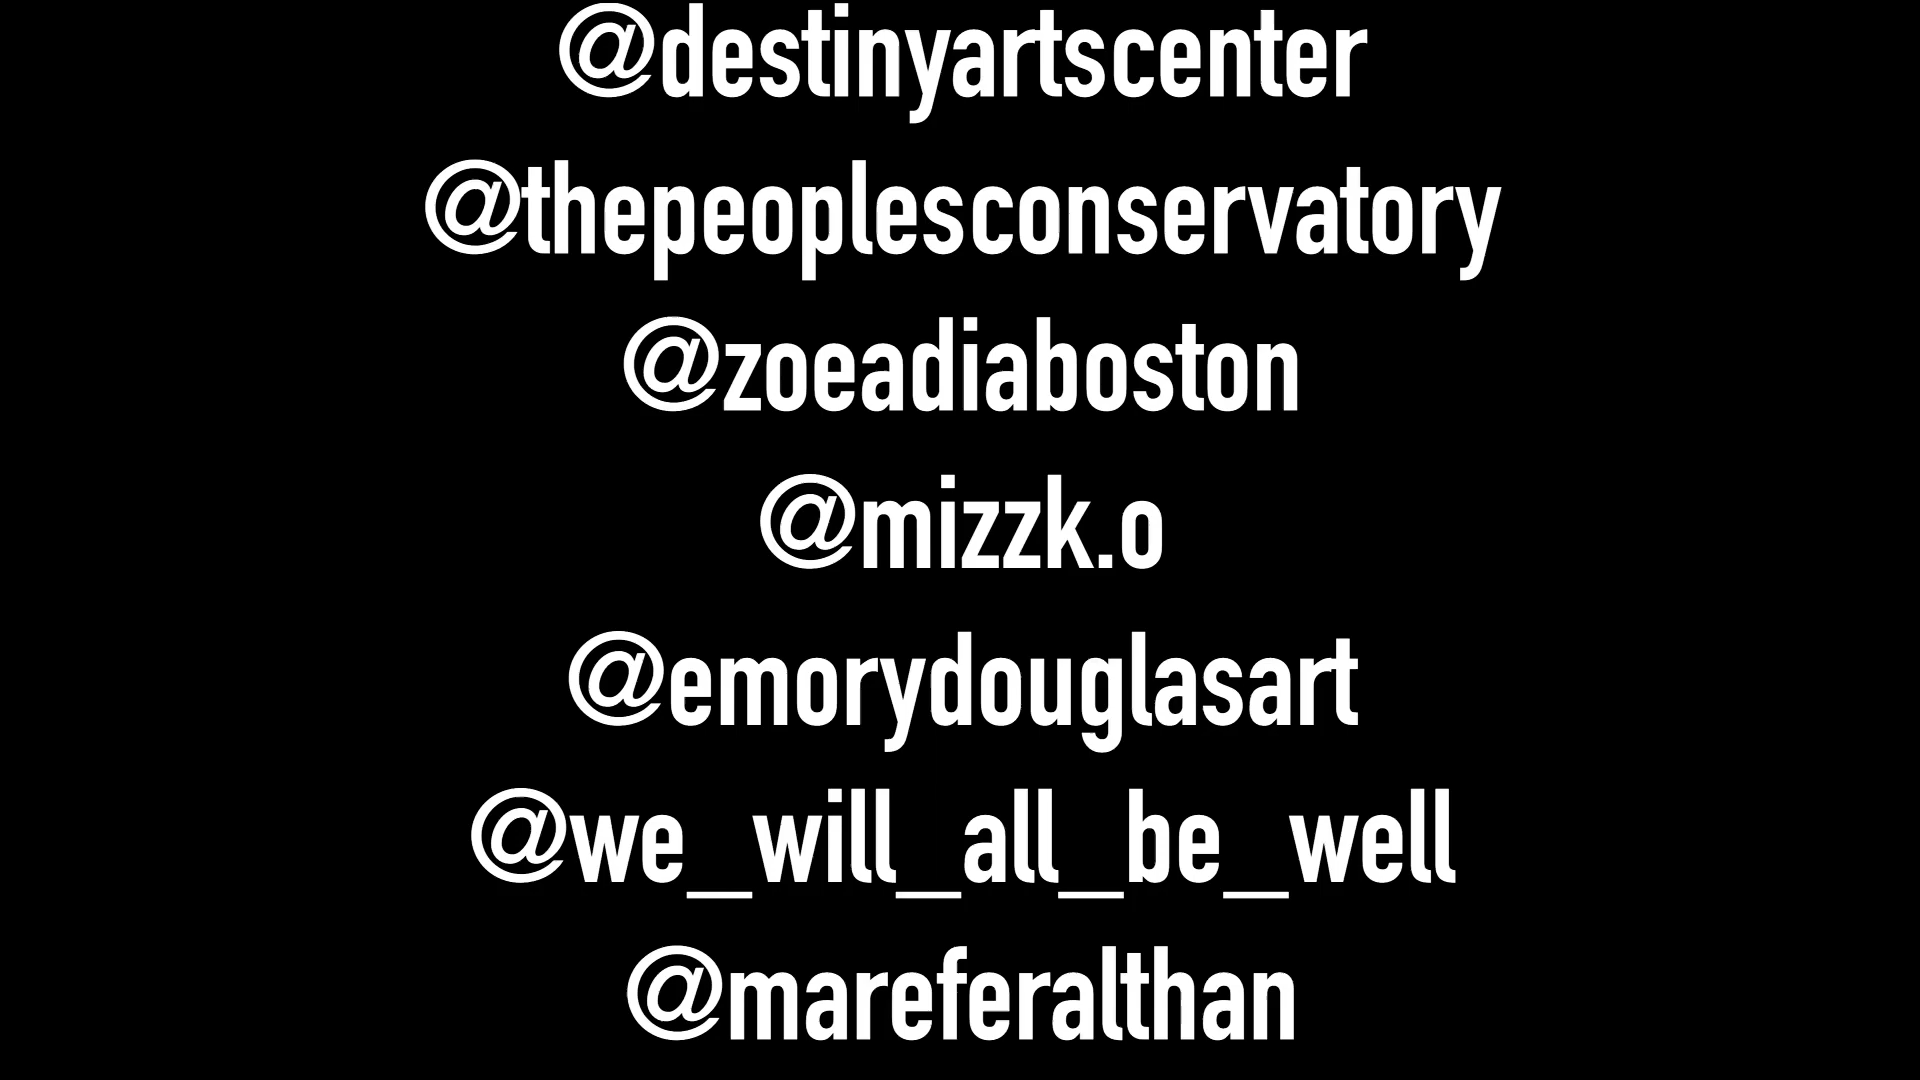 @destinyartscenter
@thepeoplesconservatory
@zoeadiaboston
@mizzk.o
@emorydouglasart
@we_will_all_be_well
@mareferalthan